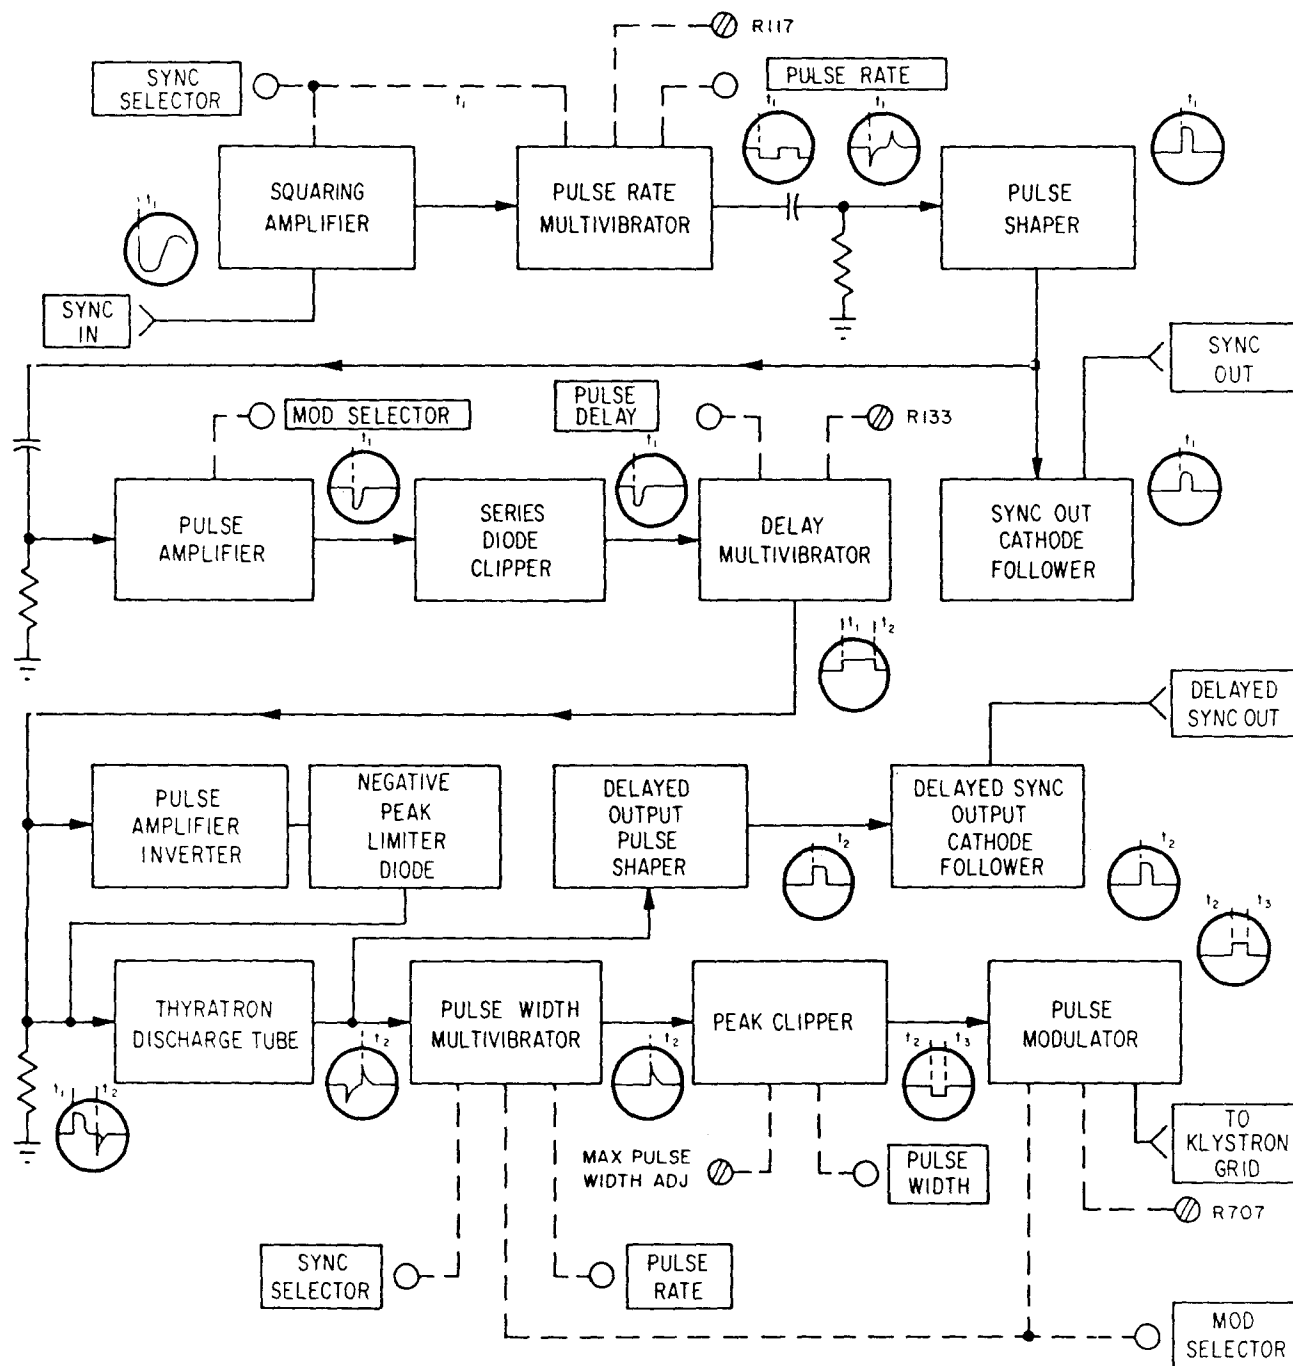 R117
SYNC
SELECTOR
t₁
PULSE RATE
t₁
t₁
t₁
SQUARING
AMPLIFIER
PULSE RATE
MULTIVIBRATOR
PULSE
SHAPER
t₁
SYNC
IN
SYNC
OUT
MOD SELECTOR
t₁
PULSE
DELAY
t₁
R133
t₁
PULSE
AMPLIFIER
SERIES
DIODE
CLIPPER
DELAY
MULTIVIBRATOR
SYNC OUT
CATHODE
FOLLOWER
t₁ t₂
DELAYED
SYNC OUT
PULSE
AMPLIFIER
INVERTER
NEGATIVE
PEAK
LIMITER
DIODE
DELAYED
OUTPUT
PULSE
SHAPER
t₂
DELAYED SYNC
OUTPUT
CATHODE
FOLLOWER
t₂
t₂ t₃
THYRATRON
DISCHARGE TUBE
PULSE WIDTH
MULTIVIBRATOR
PEAK CLIPPER
PULSE
MODULATOR
t₁ t₂
t₂
t₂
t₂ t₃
MAX PULSE
WIDTH ADJ
PULSE
WIDTH
TO
KLYSTRON
GRID
R707
SYNC
SELECTOR
PULSE
RATE
MOD
SELECTOR